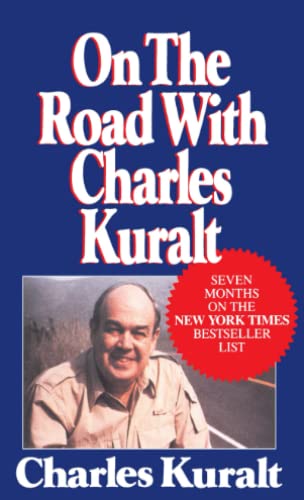 On The
Road With
Charles
Kuralt
SEVEN
MONTHS
ON THE
NEW YORK TIMES
BESTSELLER
LIST
Charles Kuralt